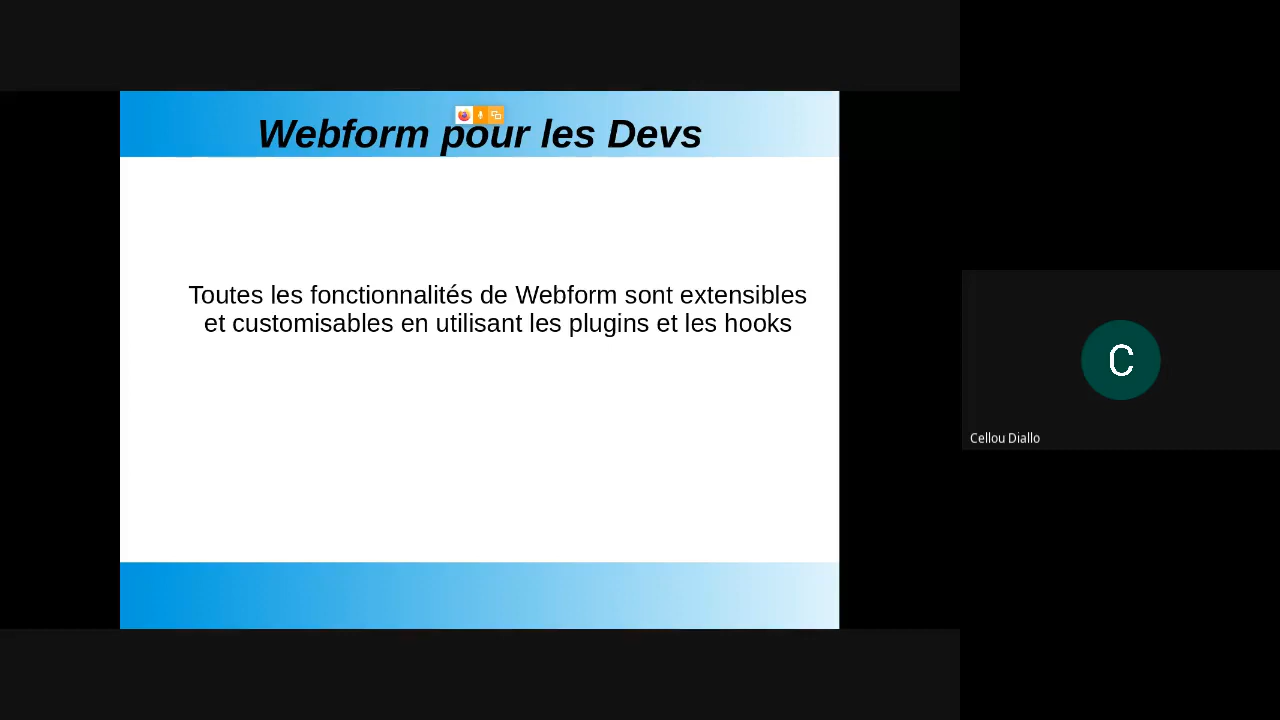 Webform pour les Devs
Toutes les fonctionnalités de Webform sont extensibles
et customisables en utilisant les plugins et les hooks
C
Cellou Diallo